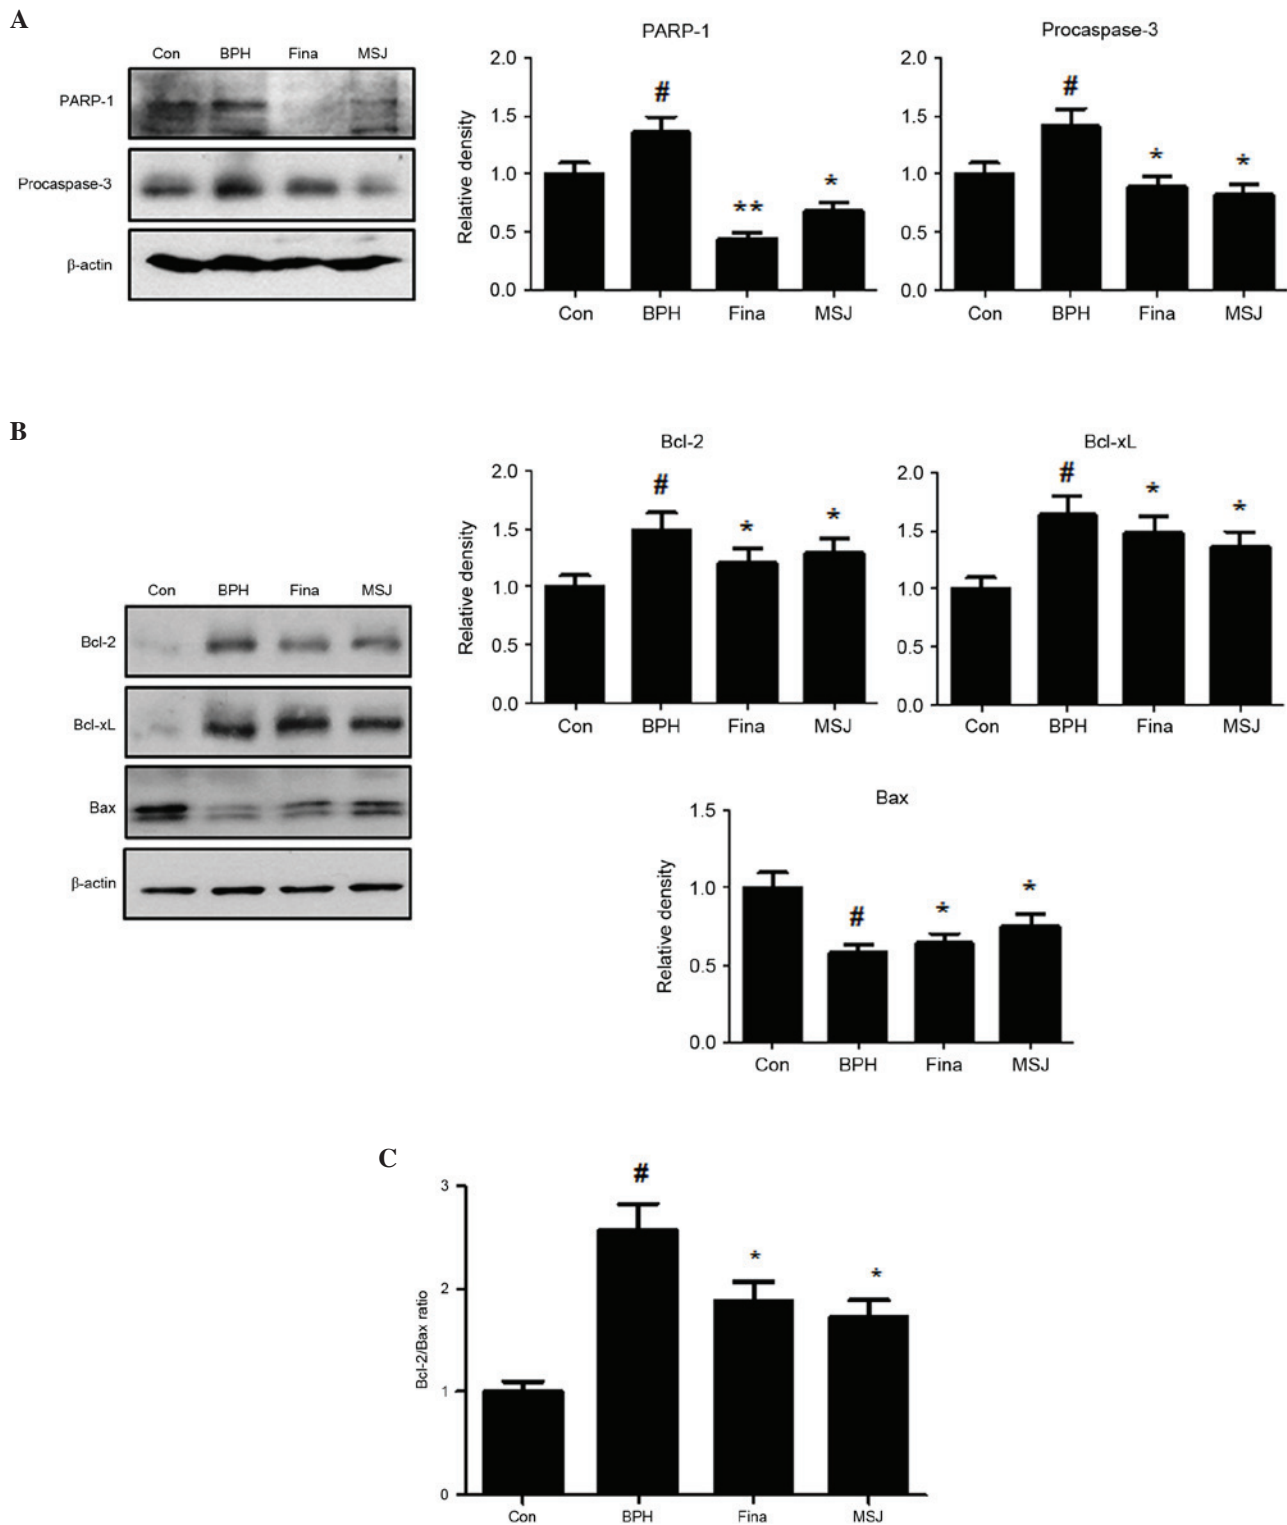 A
Con BPH Fina MSJ
PARP-1
Procaspase-3
β-actin
PARP-1
Relative density
2.0
1.5
1.0
0.5
0.0
#
**
*
Con BPH Fina MSJ
Procaspase-3
2.0
1.5
1.0
0.5
0.0
#
*
*
Con BPH Fina MSJ
B
Con BPH Fina MSJ
Bcl-2
Bcl-xL
Bax
β-actin
Bcl-2
Relative density
2.0
1.5
1.0
0.5
0.0
#
*
*
Con BPH Fina MSJ
Bcl-xL
2.0
1.5
1.0
0.5
0.0
#
*
*
Con BPH Fina MSJ
Bax
Relative density
1.5
1.0
0.5
0.0
#
*
*
Con BPH Fina MSJ
C
Bcl-2/Bax ratio
3
2
1
0
#
*
*
Con BPH Fina MSJ